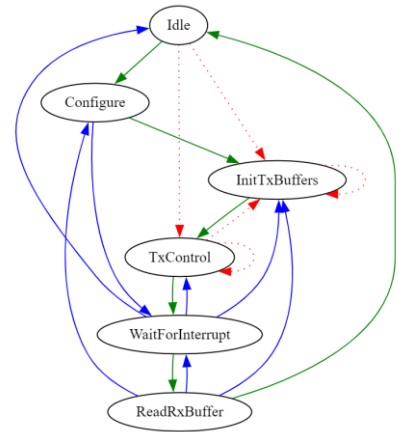 Idle
Configure
InitTxBuffers
TxControl
WaitForInterrupt
ReadRxBuffer